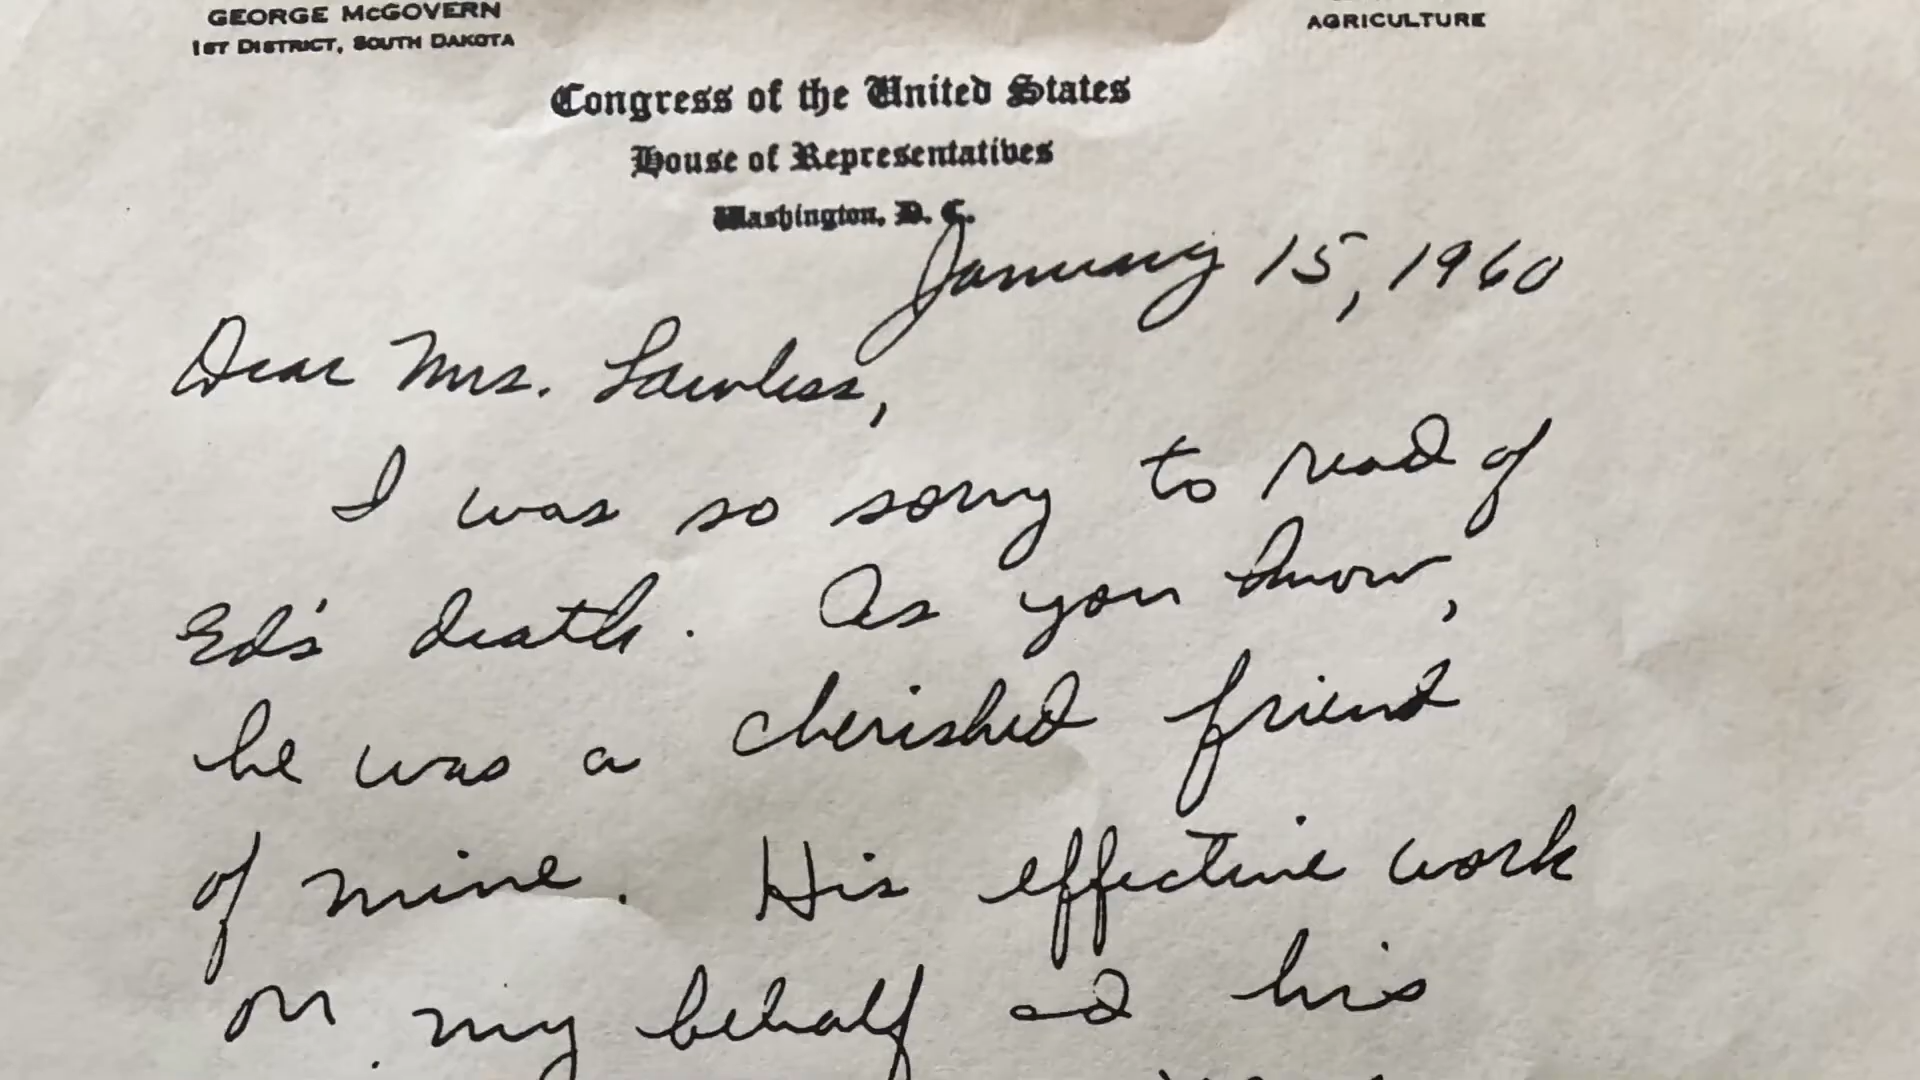 GEORGE McGOVERN
1ST DISTRICT, SOUTH DAKOTA
AGRICULTURE
Congress of the United States
House of Representatives
Washington, D. C.
January 15, 1960
Dear Mrs. Lawless,
I was so sorry to read of
Ed's death. As you know,
he was a cherished friend
of mine. His effective work
on my behalf ad his